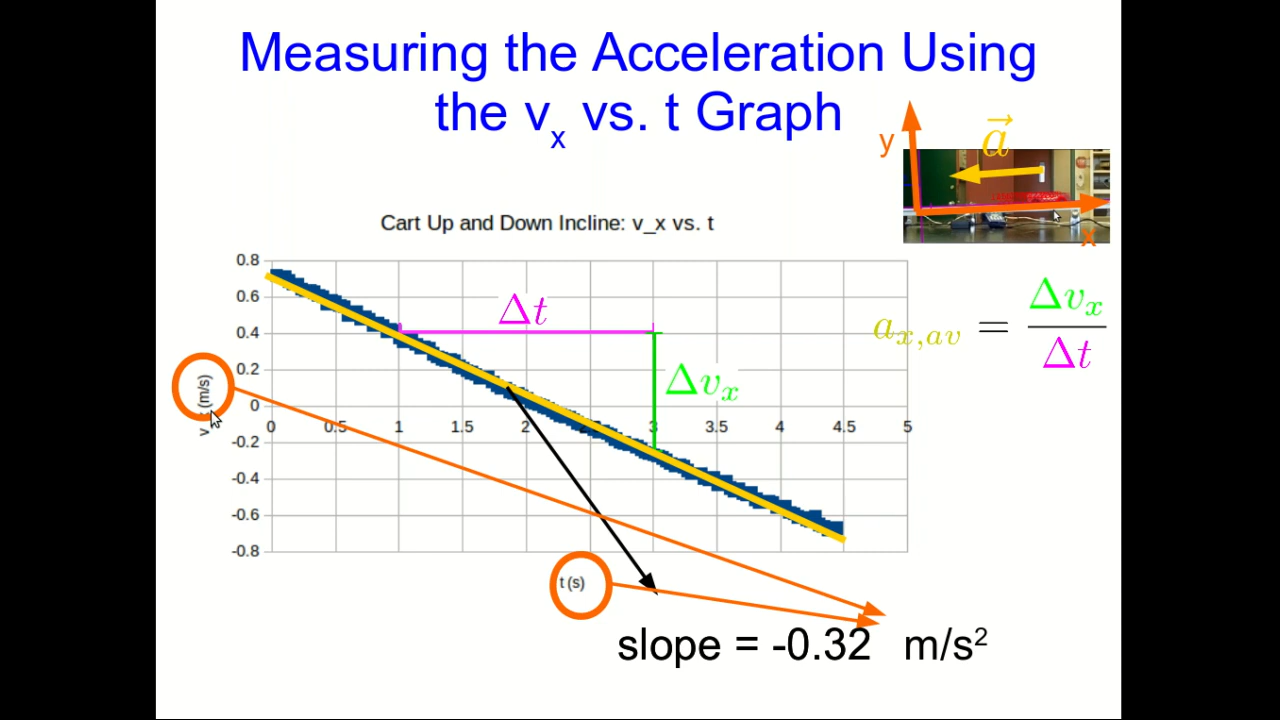 Measuring the Acceleration Using
the vx vs. t Graph
y
a⃗
x
Cart Up and Down Incline: v_x vs. t
0.8
0.6
0.4
0.2
0
-0.2
-0.4
-0.6
-0.8
0 0.5 1 1.5 2 3 3.5 4 4.5 5
Δt
Δvx
ax,av = Δvx / Δt
(m/s)
t (s)
slope = -0.32 m/s²